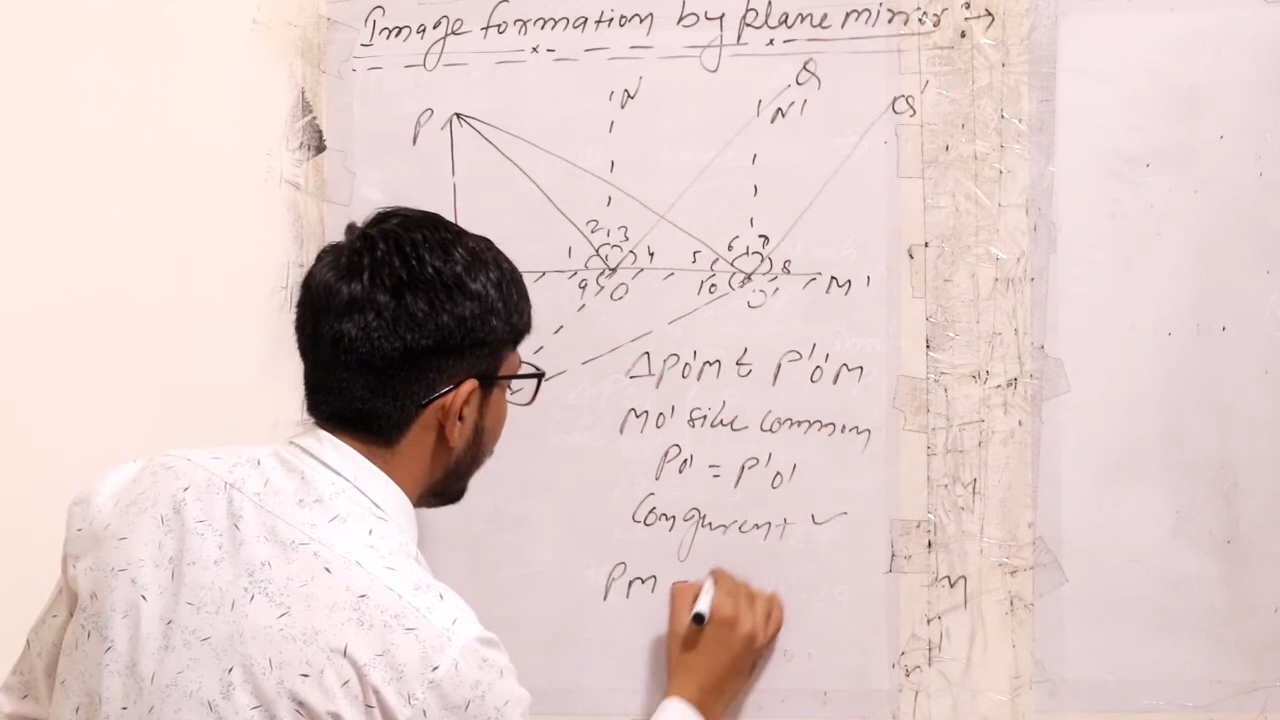 Image formation by plane mirror :→
N
Q
P
N'
Q'
2 3
6 7
1
4
5
8
9
O
10
O'
M'
ΔPO'M & P'O'M
MO' side common
PO' = P'O'
Congurent ✓
PM